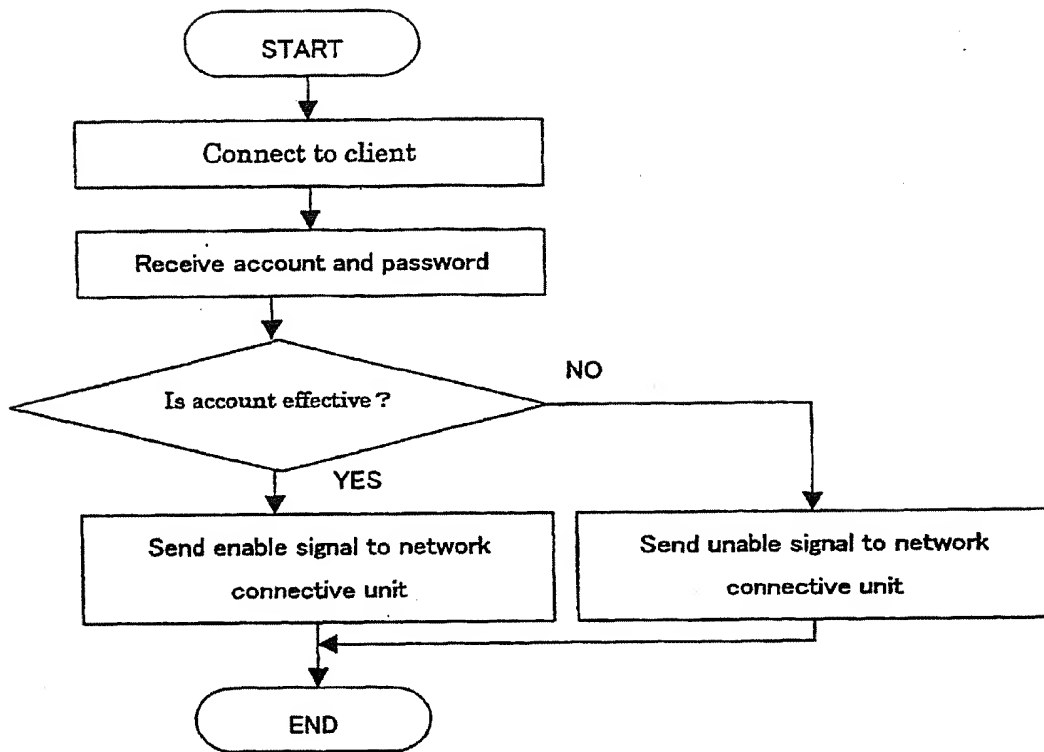 START
Connect to client
Receive account and password
Is account effective ?
NO
YES
Send enable signal to network
connective unit
Send unable signal to network
connective unit
END